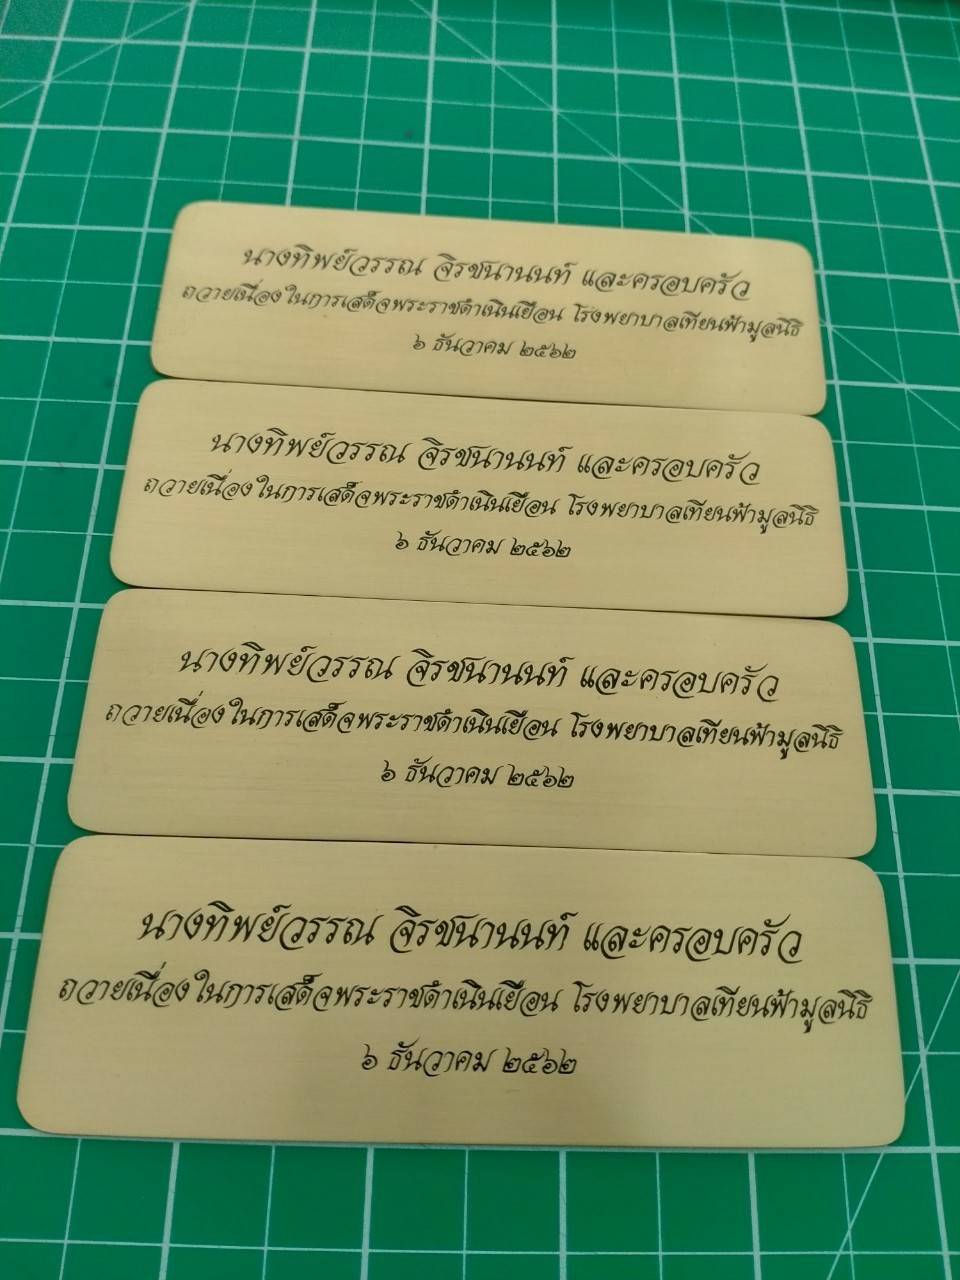 นางทิพย์วรรณ จิรชนานนท์ และครอบครัว
ถวายเนื่องในการเสด็จพระราชดำเนินเยือน โรงพยาบาลเทียนฟ้ามูลนิธิ
๖ ธันวาคม ๒๕๖๒
นางทิพย์วรรณ จิรชนานนท์ และครอบครัว
ถวายเนื่องในการเสด็จพระราชดำเนินเยือน โรงพยาบาลเทียนฟ้ามูลนิธิ
๖ ธันวาคม ๒๕๖๒
นางทิพย์วรรณ จิรชนานนท์ และครอบครัว
ถวายเนื่องในการเสด็จพระราชดำเนินเยือน โรงพยาบาลเทียนฟ้ามูลนิธิ
๖ ธันวาคม ๒๕๖๒
นางทิพย์วรรณ จิรชนานนท์ และครอบครัว
ถวายเนื่องในการเสด็จพระราชดำเนินเยือน โรงพยาบาลเทียนฟ้ามูลนิธิ
๖ ธันวาคม ๒๕๖๒